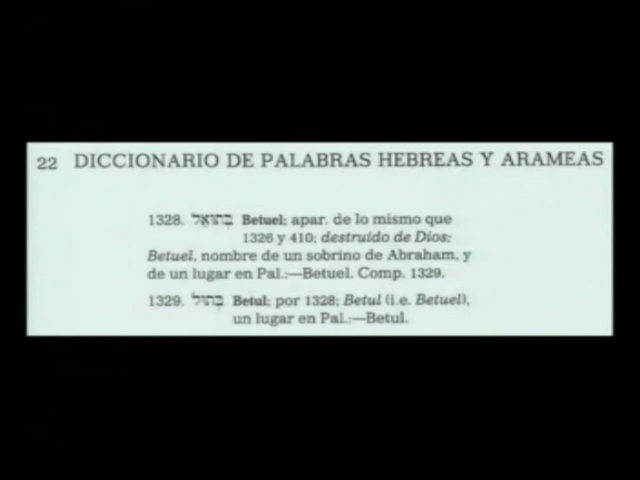 22 DICCIONARIO DE PALABRAS HEBREAS Y ARAMEAS
1328. בְּתוּאֵל Betuel; apar. de lo mismo que
1326 y 410; destruido de Dios;
Betuel, nombre de un sobrino de Abraham, y
de un lugar en Pal.:—Betuel. Comp. 1329.
1329. בְּתוּל Betul; por 1328; Betul (i.e. Betuel),
un lugar en Pal.:—Betul.